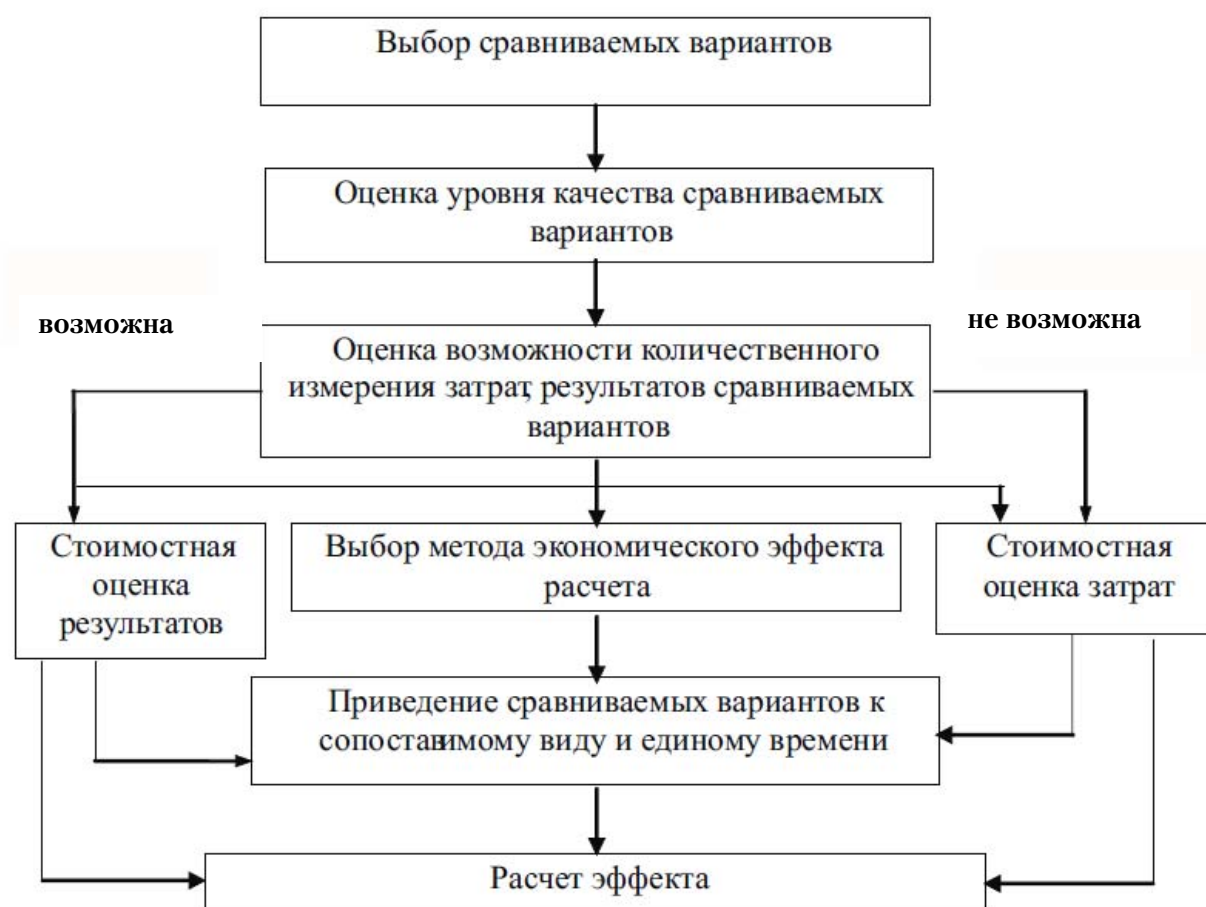 Выбор сравниваемых вариантов
Оценка уровня качества сравниваемых
вариантов
возможна
не возможна
Оценка возможности количественного
измерения затрат, результатов сравниваемых
вариантов
Стоимостная
оценка
результатов
Выбор метода экономического эффекта
расчета
Стоимостная
оценка затрат
Приведение сравниваемых вариантов к
сопоставимому виду и единому времени
Расчет эффекта